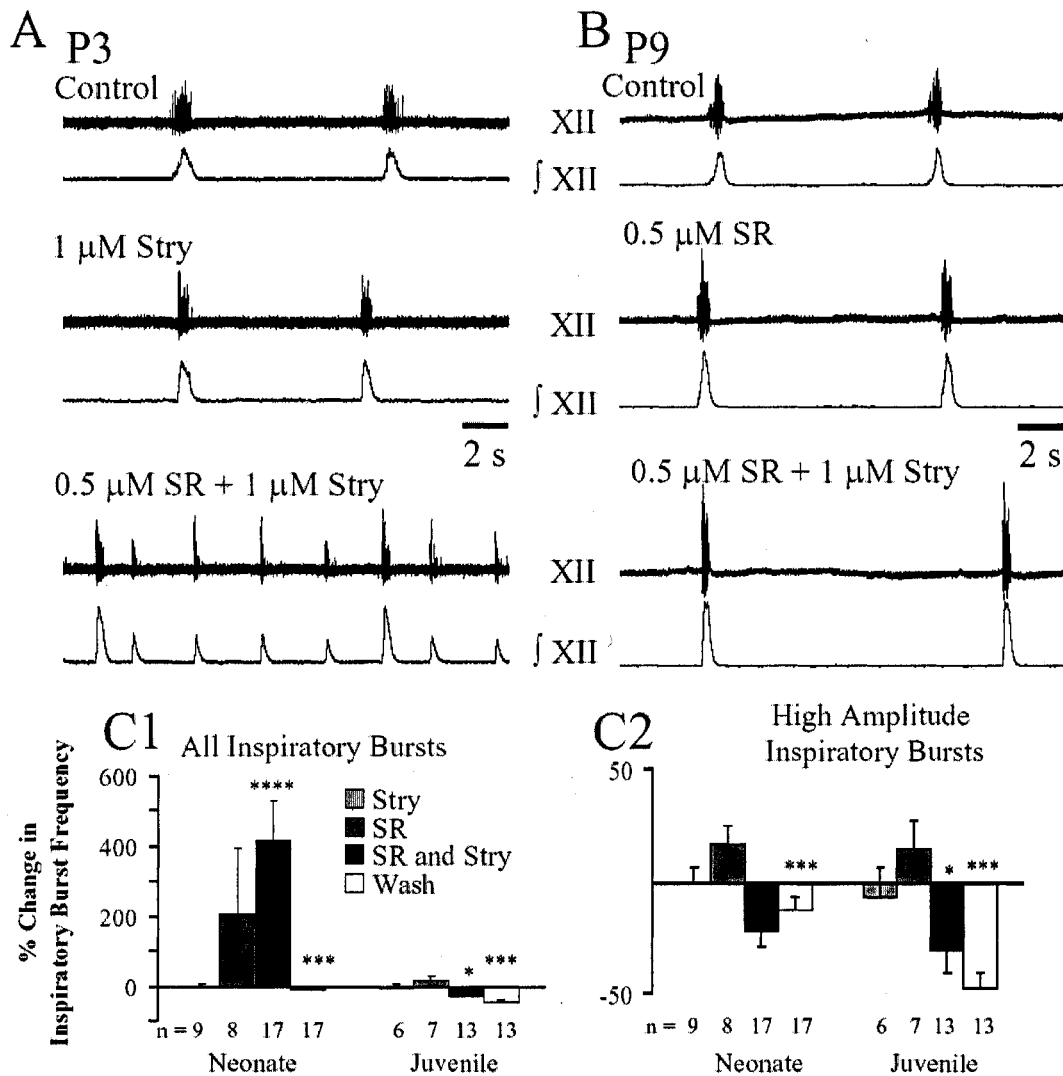 A P3
Control
XII
∫ XII
1 μM Stry
XII
∫ XII
2 s
0.5 μM SR + 1 μM Stry
XII
∫ XII
B P9
Control
0.5 μM SR
2 s
0.5 μM SR + 1 μM Stry
C1 All Inspiratory Bursts
% Change in
Inspiratory Burst Frequency
600
400
200
0
****
***
*
***
Stry
SR
SR and Stry
Wash
n = 9 8 17 17 6 7 13 13
Neonate Juvenile
C2 High Amplitude
Inspiratory Bursts
50
-50
***
*
***
n = 9 8 17 17 6 7 13 13
Neonate Juvenile